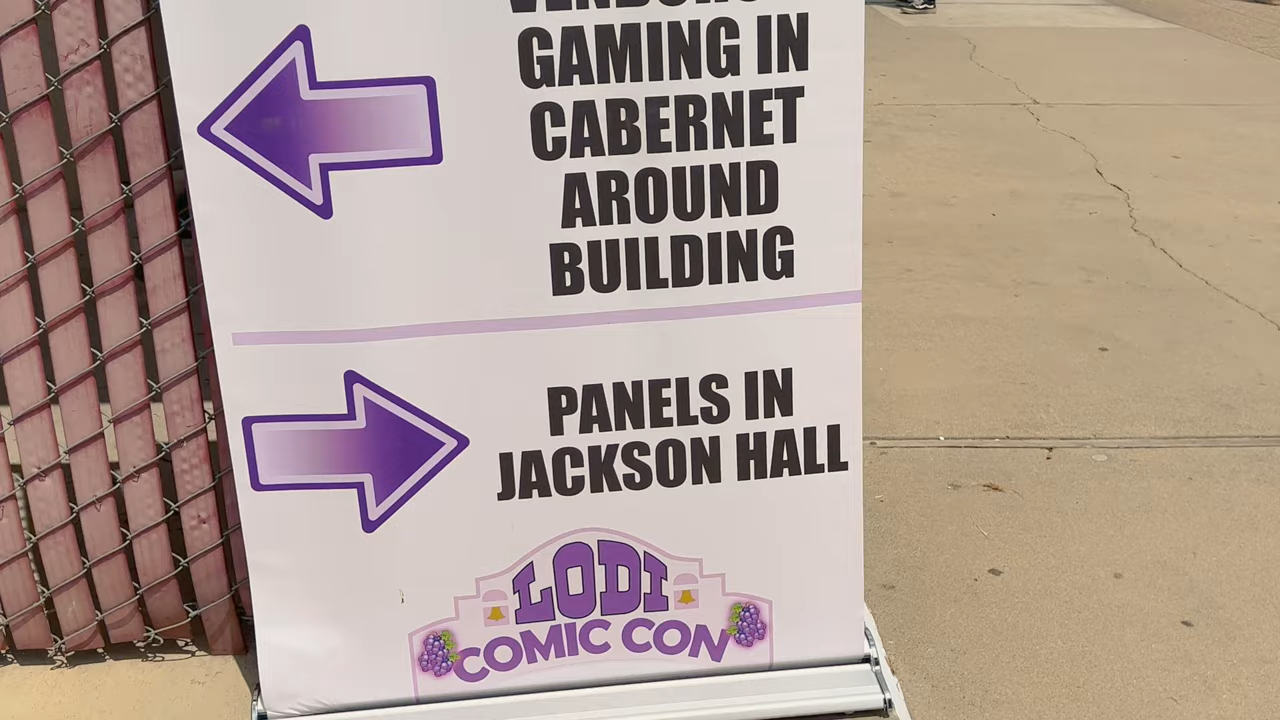 GAMING IN
CABERNET
AROUND
BUILDING
PANELS IN
JACKSON HALL
LODI
COMIC CON